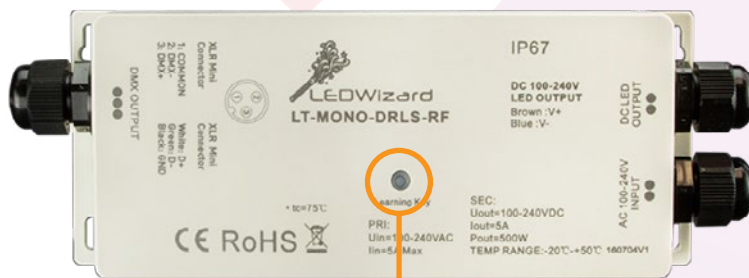 XLR Mini
Connector
1: COMMON
2: DMX-
3: DMX+
DMX OUTPUT
XLR Mini
Connector
White: D+
Green: D-
Black: GND
LEDWizard
LT-MONO-DRLS-RF
Learning Key
• tc=75℃
CE RoHS
PRI:
Uin=100-240VAC
Iin=5A Max
IP67
DC 100-240V
LED OUTPUT
Brown :V+
Blue :V-
DC LED
OUTPUT
AC 100-240V
INPUT
SEC:
Uout=100-240VDC
Iout=5A
Pout=500W
TEMP RANGE:-20℃-+50℃ 160704V1